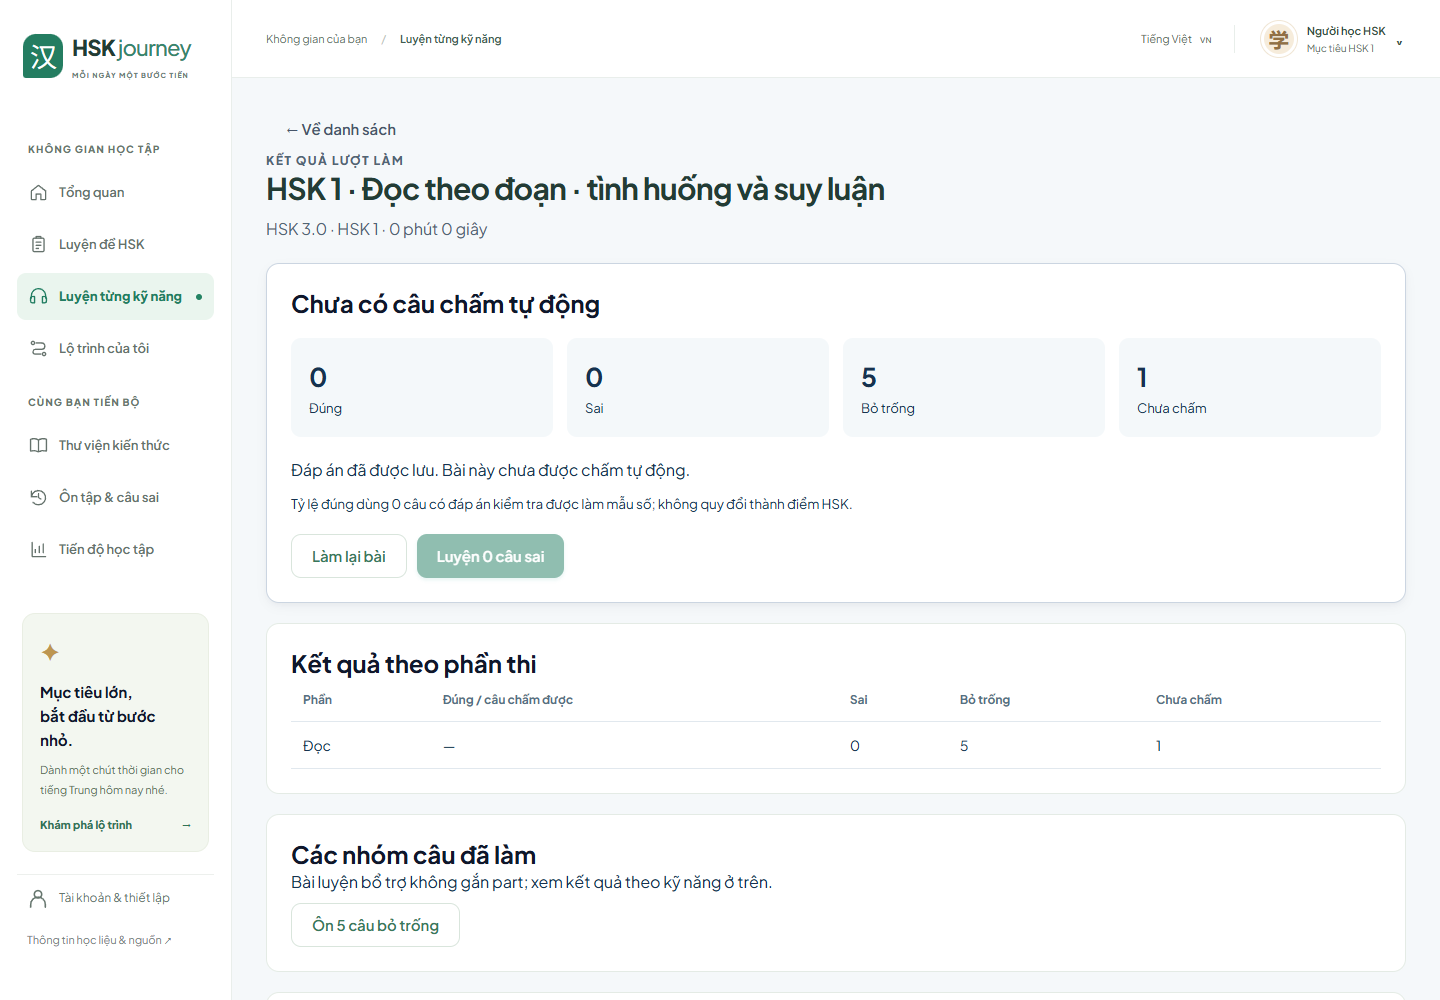 汉 HSK journey
MỖI NGÀY MỘT BƯỚC TIẾN
Không gian của bạn / Luyện từng kỹ năng
Tiếng Việt VN
学
Người học HSK
Mục tiêu HSK 1
KHÔNG GIAN HỌC TẬP
Tổng quan
Luyện đề HSK
Luyện từng kỹ năng
Lộ trình của tôi
CÙNG BẠN TIẾN BỘ
Thư viện kiến thức
Ôn tập & câu sai
Tiến độ học tập
Mục tiêu lớn,
bắt đầu từ bước
nhỏ.
Dành một chút thời gian cho
tiếng Trung hôm nay nhé.
Khám phá lộ trình →
Tài khoản & thiết lập
Thông tin học liệu & nguồn ↗
← Về danh sách
KẾT QUẢ LƯỢT LÀM
HSK 1 · Đọc theo đoạn · tình huống và suy luận
HSK 3.0 · HSK 1 · 0 phút 0 giây
Chưa có câu chấm tự động
0
Đúng
0
Sai
5
Bỏ trống
1
Chưa chấm
Đáp án đã được lưu. Bài này chưa được chấm tự động.
Tỷ lệ đúng dùng 0 câu có đáp án kiểm tra được làm mẫu số; không quy đổi thành điểm HSK.
Làm lại bài
Luyện 0 câu sai
Kết quả theo phần thi
Phần Đúng / câu chấm được Sai Bỏ trống Chưa chấm
Đọc — 0 5 1
Các nhóm câu đã làm
Bài luyện bổ trợ không gắn part; xem kết quả theo kỹ năng ở trên.
Ôn 5 câu bỏ trống